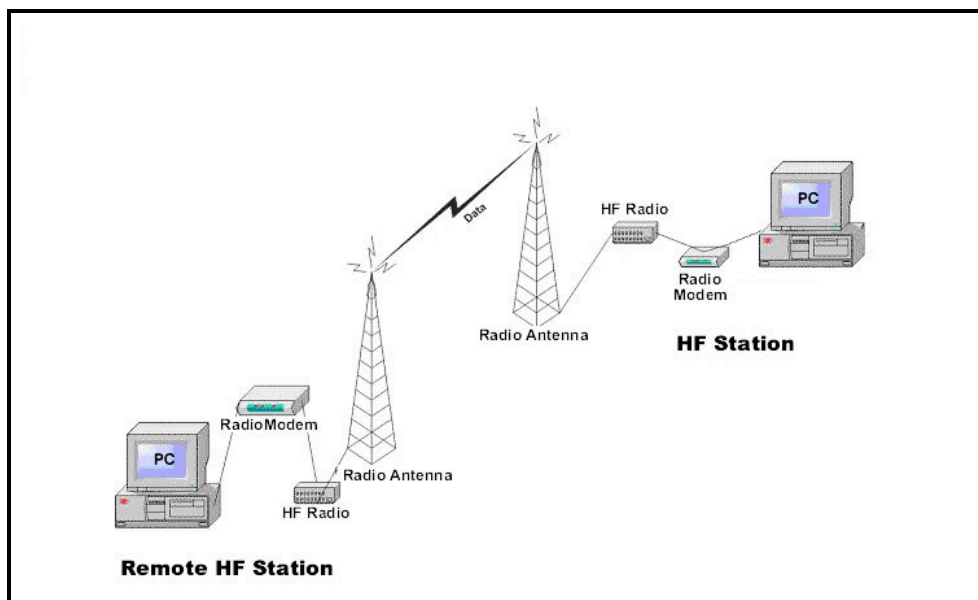 PC
HF Radio
Data
Radio
Modem
Radio Antenna
HF Station
RadioModem
PC
Radio Antenna
HF Radio
Remote HF Station